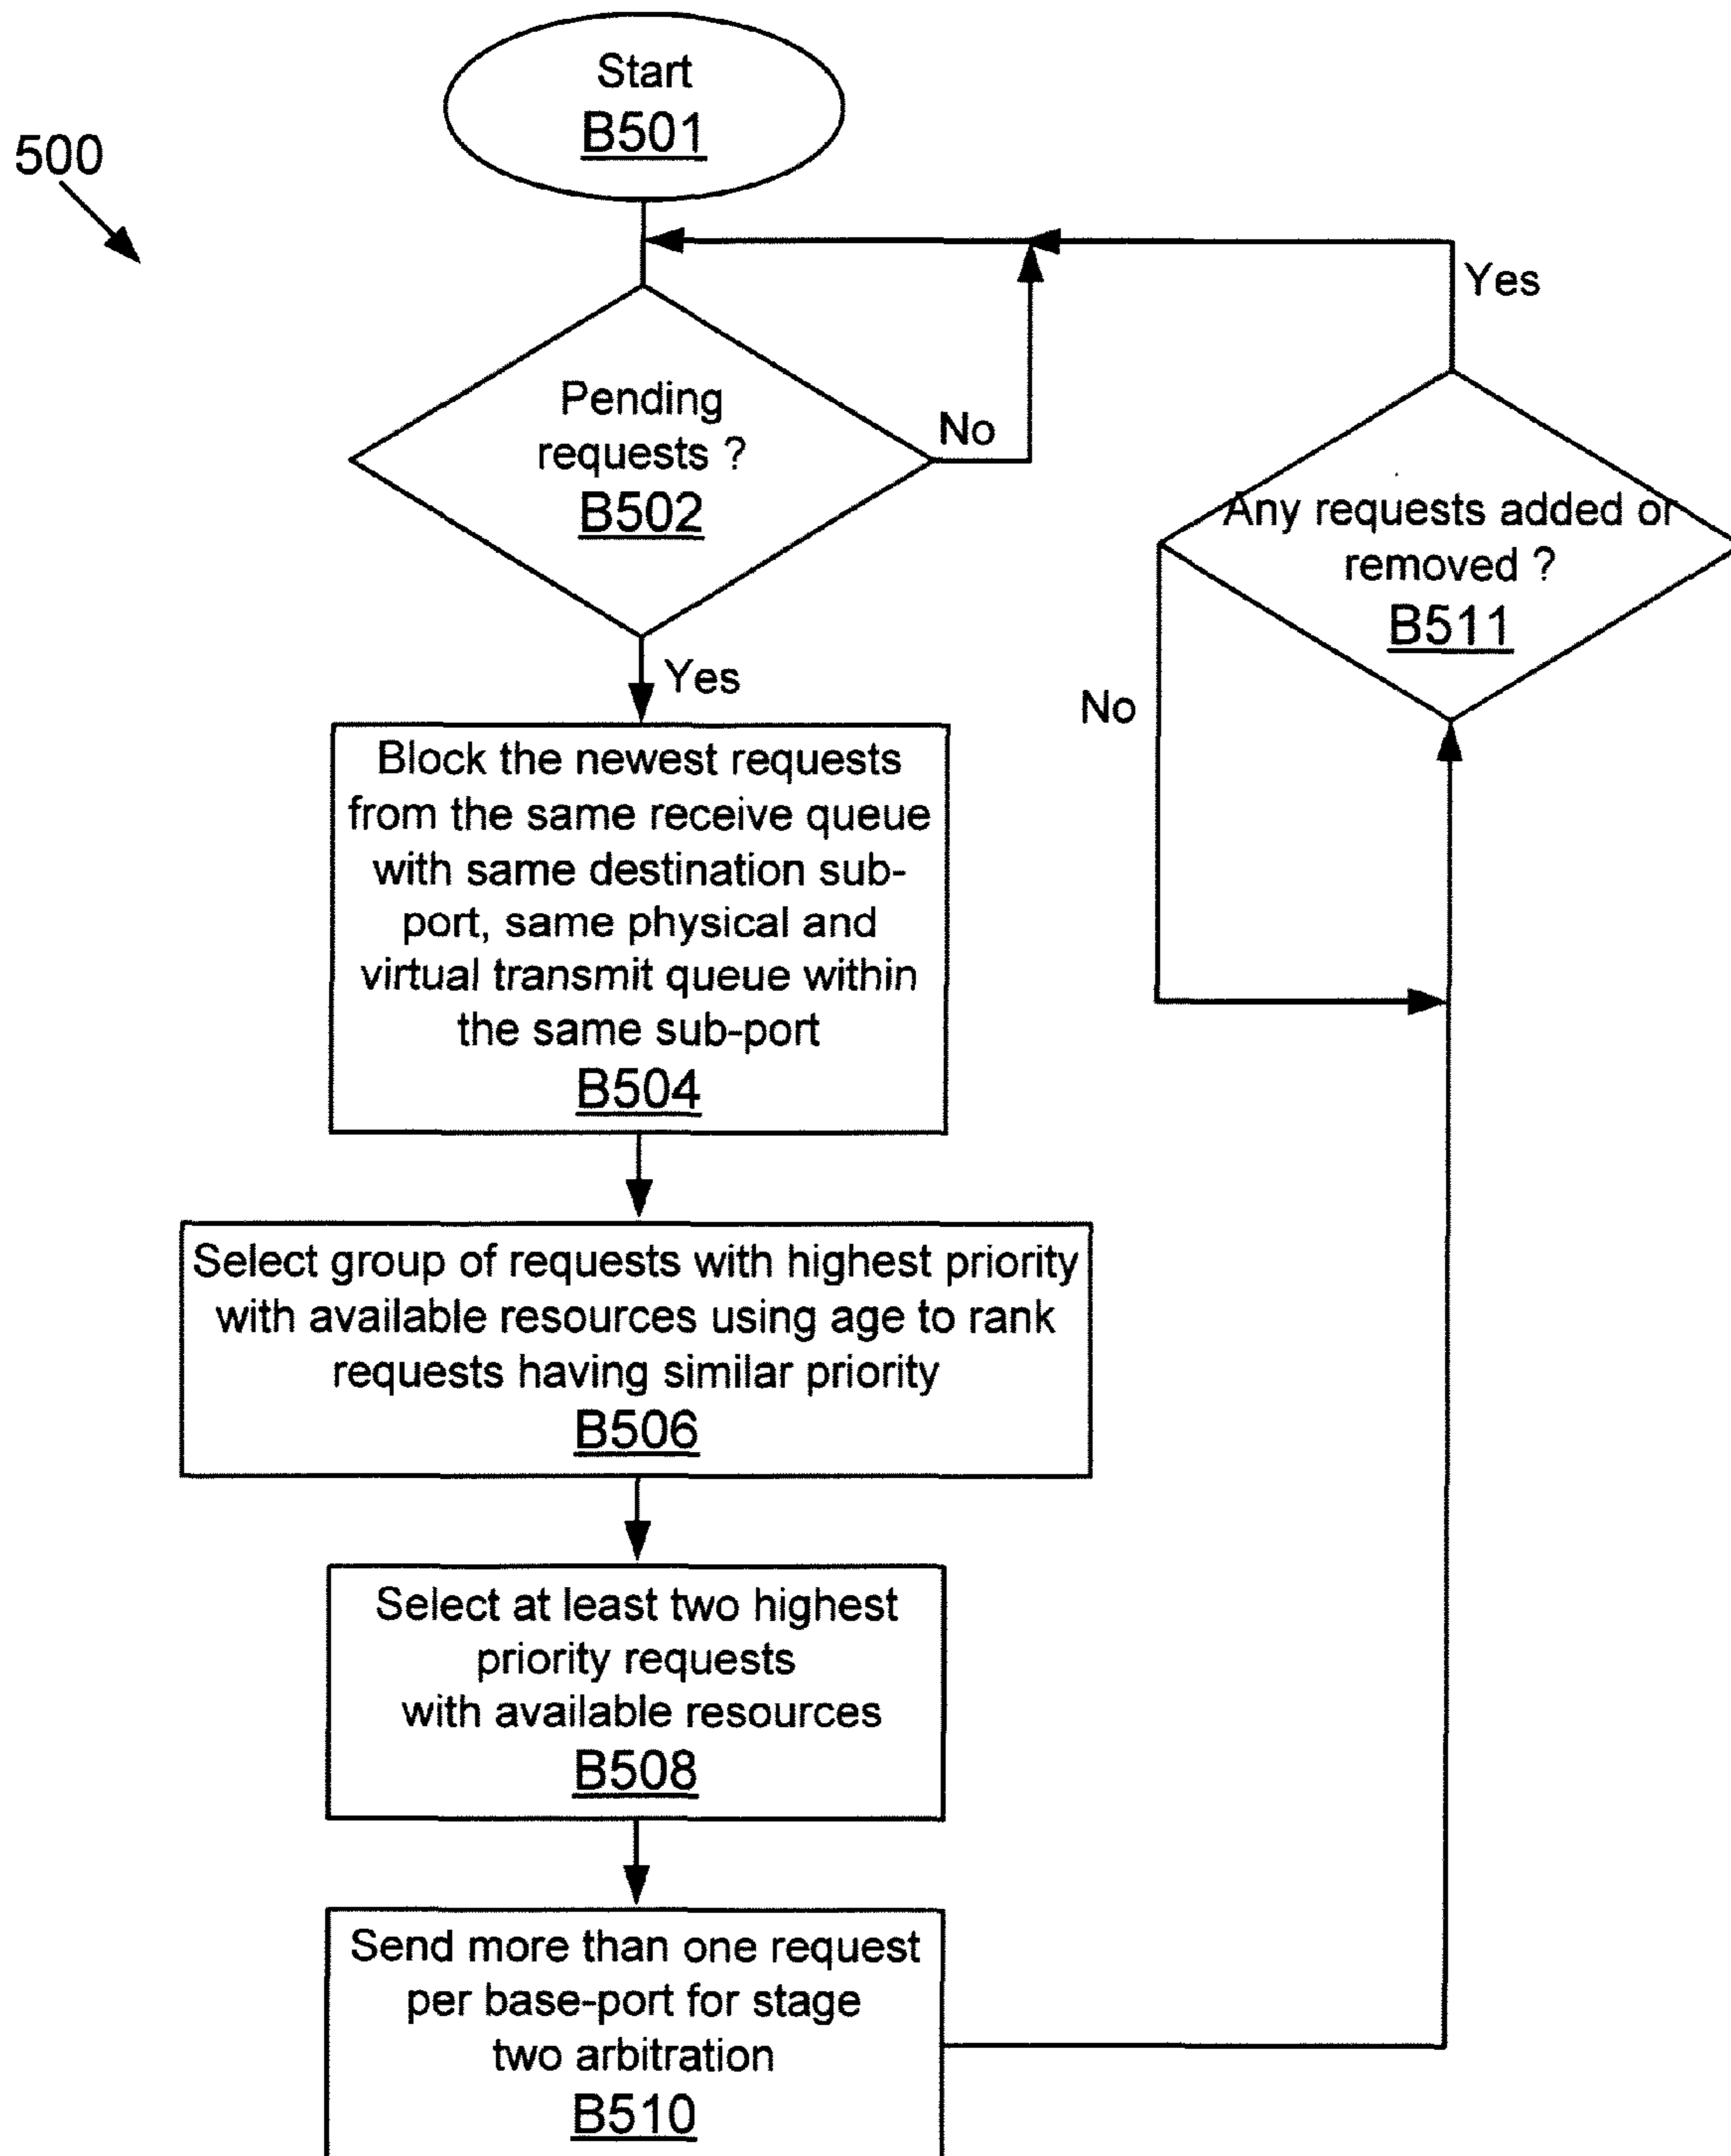 Start
B501
500
Yes
Pending
requests ?
B502
No
Any requests added or
removed ?
B511
Yes
No
Block the newest requests
from the same receive queue
with same destination sub-
port, same physical and
virtual transmit queue within
the same sub-port
B504
Select group of requests with highest priority
with available resources using age to rank
requests having similar priority
B506
Select at least two highest
priority requests
with available resources
B508
Send more than one request
per base-port for stage
two arbitration
B510